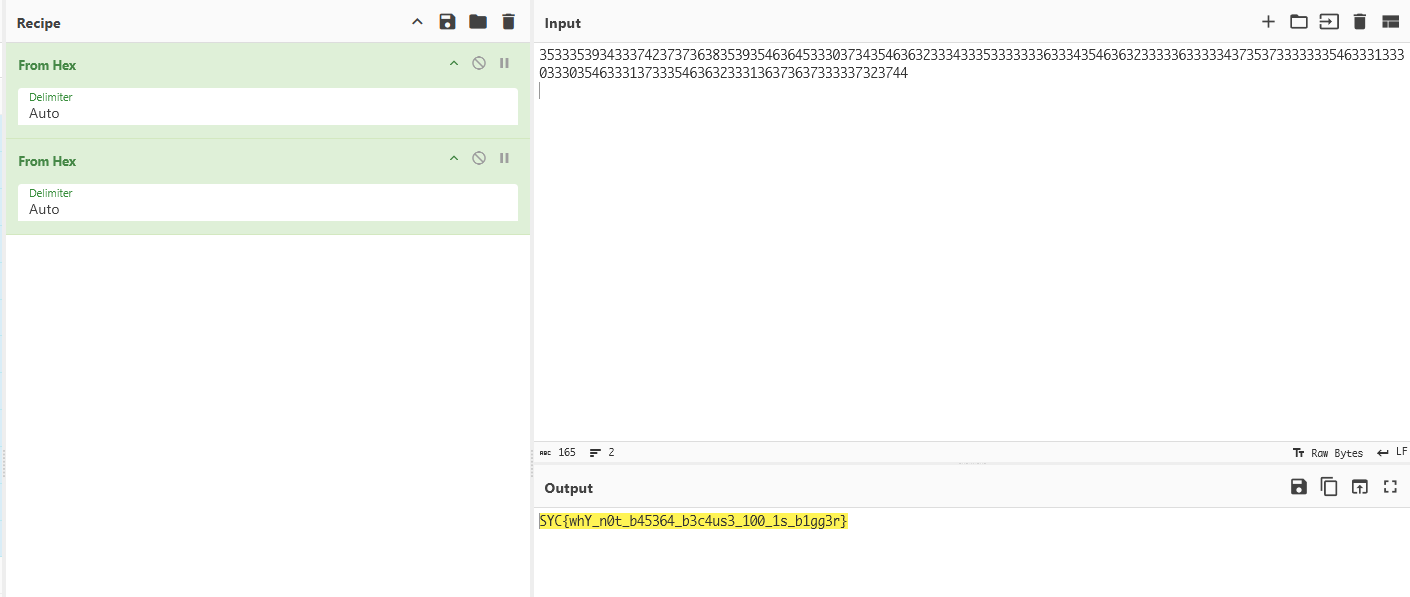 Recipe
From Hex
Delimiter
Auto
From Hex
Delimiter
Auto
Input
3533353934333742373736383539354636453330373435463632333433353333333633343546363233333633333437353733333335463331333
0333035463331373335463632333136373637333337323744
ABC 165 2
Raw Bytes LF
Output
SYC{whY_n0t_b45364_b3c4us3_100_1s_b1gg3r}